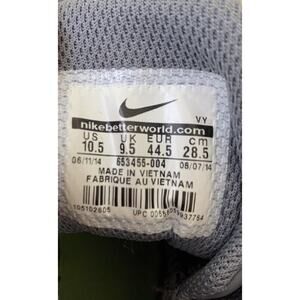 VY
nikebetterworld.com
US UK EUR cm
10.5 9.5 44.5 28.5
06/11/14 653455-004 08/07/14
MADE IN VIETNAM
FABRIQUE AU VIETNAM
UPC